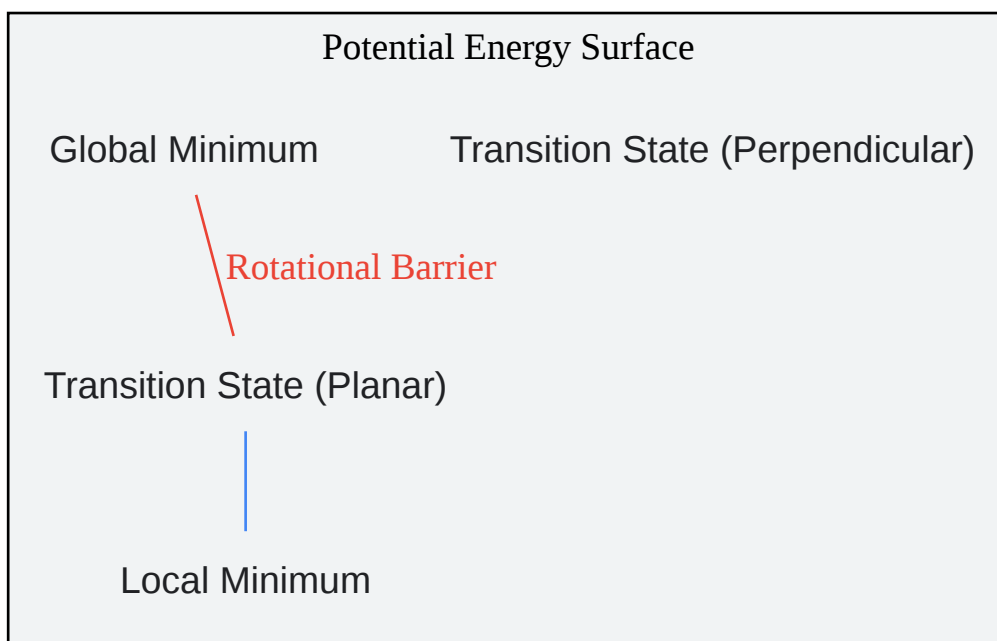 Potential Energy Surface
Global Minimum
Transition State (Perpendicular)
Rotational Barrier
Transition State (Planar)
Local Minimum